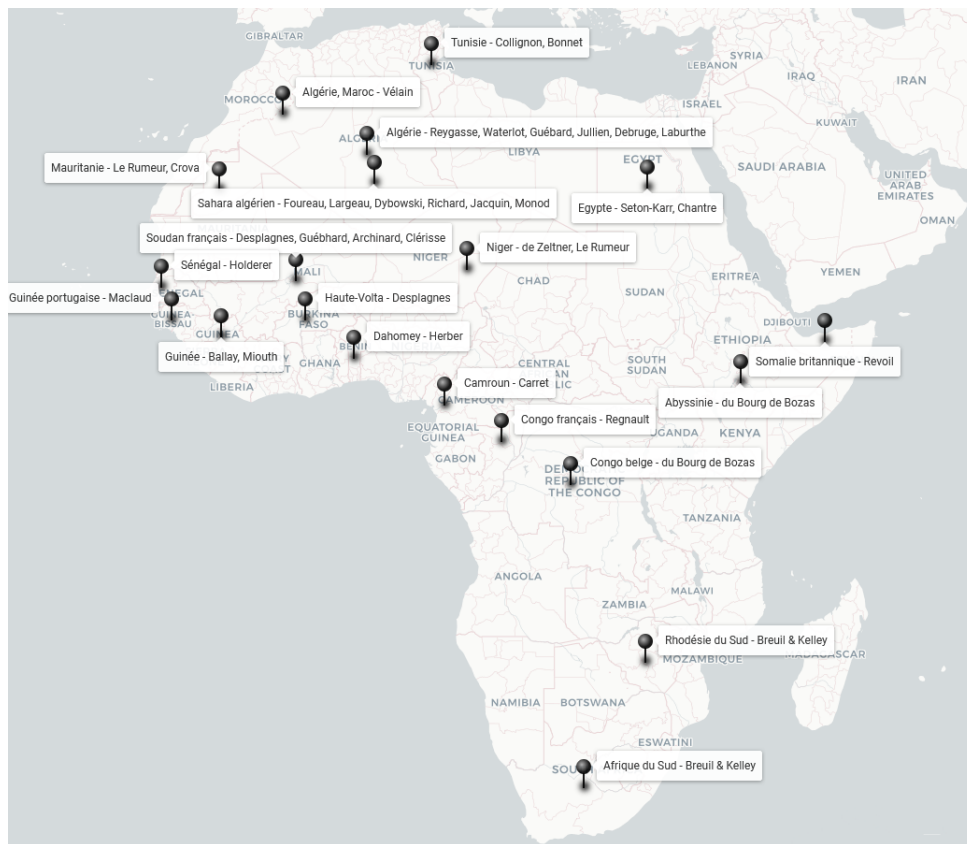 GIBRALTAR
Tunisie - Collignon, Bonnet
TUNISIA
SYRIA
LEBANON
IRAQ
IRAN
MOROCCO
Algérie, Maroc - Vélain
ISRAEL
KUWAIT
Algérie - Reygasse, Waterlot, Guébard, Jullien, Debruge, Laburthe
LIBYA
EGYPT
SAUDI ARABIA
Mauritanie - Le Rumeur, Crova
UNITED
ARAB
EMIRATES
Sahara algérien - Foureau, Largeau, Dybowski, Richard, Jacquin, Monod
Egypte - Seton-Karr, Chantre
OMAN
MAURITANIA
Soudan français - Desplagnes, Guébhard, Archinard, Clérisse
Niger - de Zeltner, Le Rumeur
NIGER
Sénégal - Holderer
MALI
CHAD
SUDAN
ERITREA
YEMEN
Guinée portugaise - Maclaud
Haute-Volta - Desplagnes
GUINEA
BISSAU
BURKINA
FASO
DJIBOUTI
GUINEA
Dahomey - Herber
ETHIOPIA
Guinée - Ballay, Miouth
GHANA
CENTRAL
SOUTH
SUDAN
Somalie britannique - Revoil
LIBERIA
Camroun - Carret
CAMEROON
Abyssinie - du Bourg de Bozas
Congo français - Regnault
EQUATORIAL
GUINEA
UGANDA
KENYA
GABON
Congo belge - du Bourg de Bozas
REPUBLIC OF
THE CONGO
TANZANIA
ANGOLA
MALAWI
ZAMBIA
Rhodésie du Sud - Breuil & Kelley
MOZAMBIQUE
MADAGASCAR
NAMIBIA
BOTSWANA
ESWATINI
Afrique du Sud - Breuil & Kelley